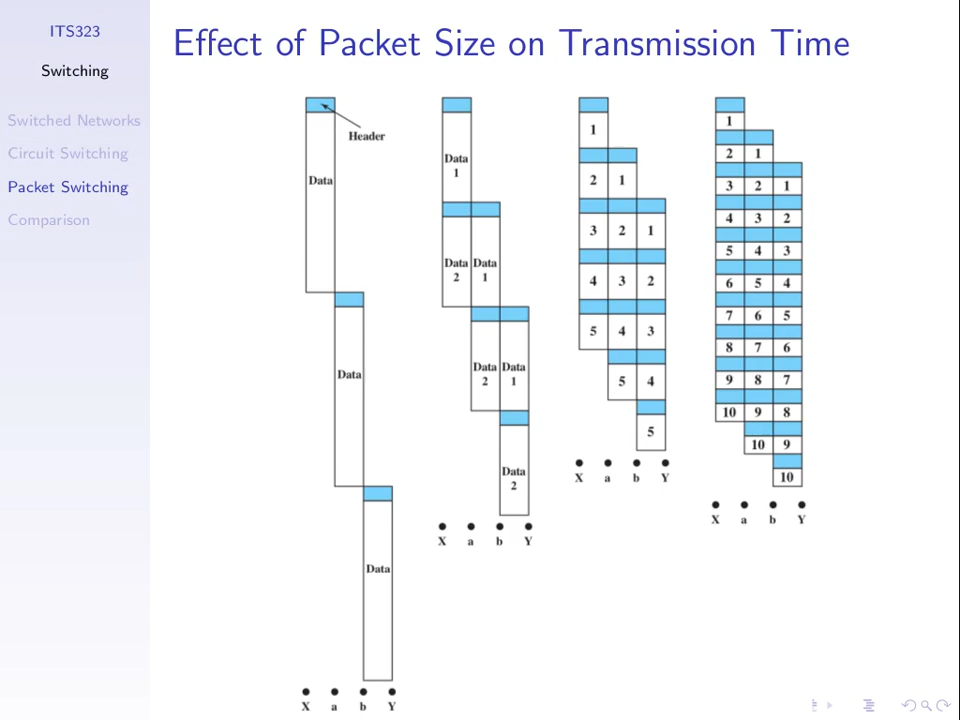 ITS323
Switching
Switched Networks
Circuit Switching
Packet Switching
Comparison
Effect of Packet Size on Transmission Time
Header
Data
Data
Data
X a b Y
Data
1
Data Data
2 1
Data Data
2 1
Data
2
X a b Y
1
2 1
3 2 1
4 3 2
5 4 3
5 4
5
X a b Y
1
2 1
3 2 1
4 3 2
5 4 3
6 5 4
7 6 5
8 7 6
9 8 7
10 9 8
10 9
10
X a b Y